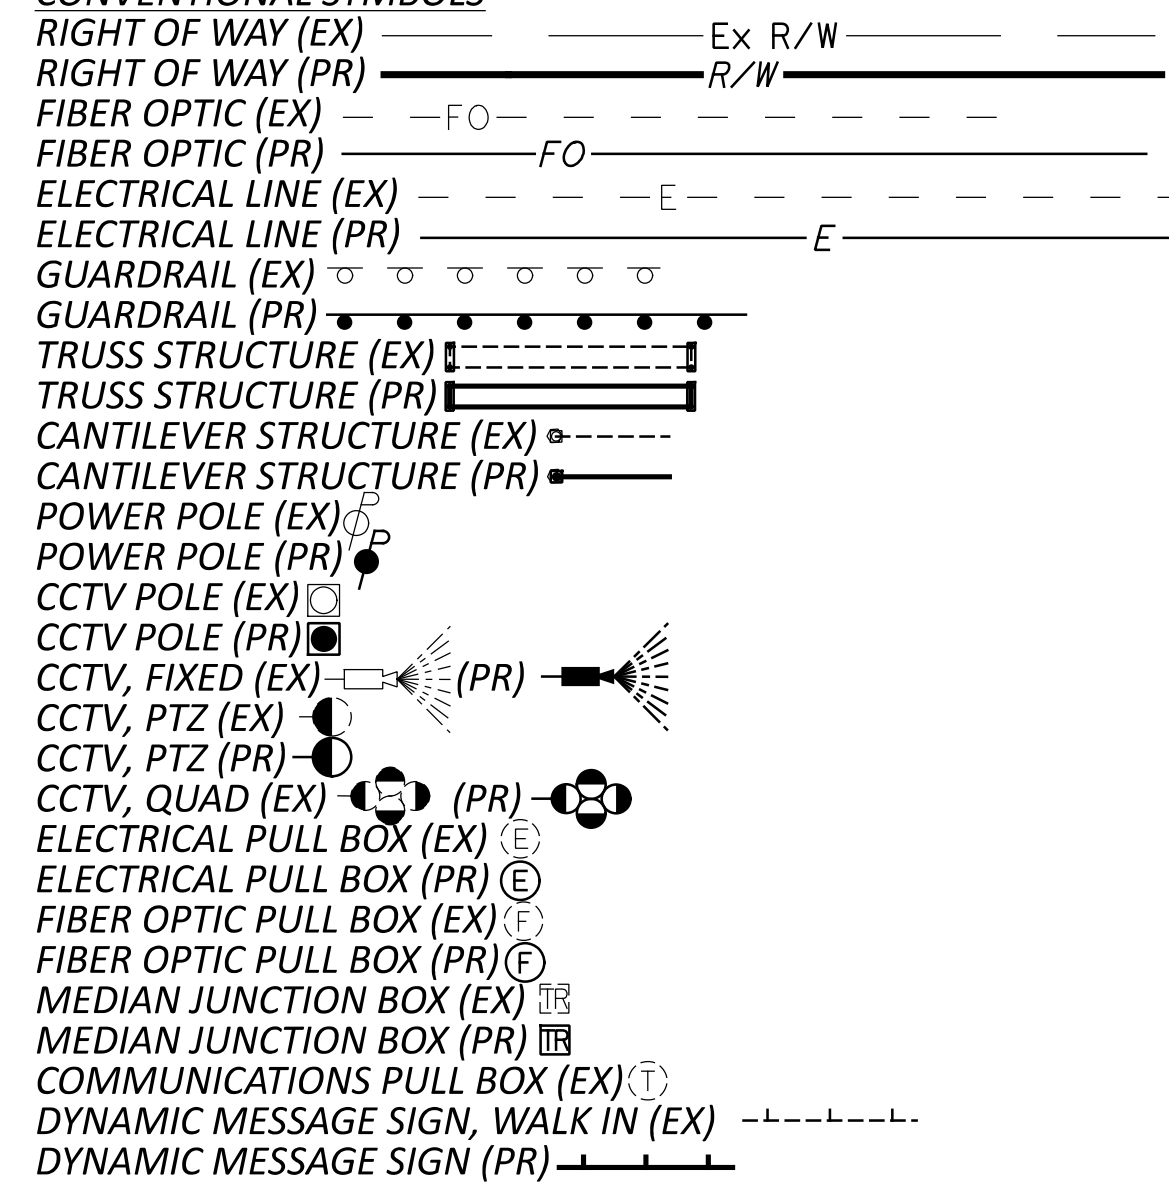 CONVENTIONAL SYMBOLS
RIGHT OF WAY (EX) Ex R/W
RIGHT OF WAY (PR) R/W
FIBER OPTIC (EX) FO
FIBER OPTIC (PR) FO
ELECTRICAL LINE (EX) E
ELECTRICAL LINE (PR) E
GUARDRAIL (EX)
GUARDRAIL (PR)
TRUSS STRUCTURE (EX)
TRUSS STRUCTURE (PR)
CANTILEVER STRUCTURE (EX)
CANTILEVER STRUCTURE (PR)
POWER POLE (EX) P
POWER POLE (PR) P
CCTV POLE (EX)
CCTV POLE (PR)
CCTV, FIXED (EX) (PR)
CCTV, PTZ (EX)
CCTV, PTZ (PR)
CCTV, QUAD (EX) (PR)
ELECTRICAL PULL BOX (EX) E
ELECTRICAL PULL BOX (PR) E
FIBER OPTIC PULL BOX (EX) F
FIBER OPTIC PULL BOX (PR) F
MEDIAN JUNCTION BOX (EX) TR
MEDIAN JUNCTION BOX (PR) TR
COMMUNICATIONS PULL BOX (EX) T
DYNAMIC MESSAGE SIGN, WALK IN (EX)
DYNAMIC MESSAGE SIGN (PR)